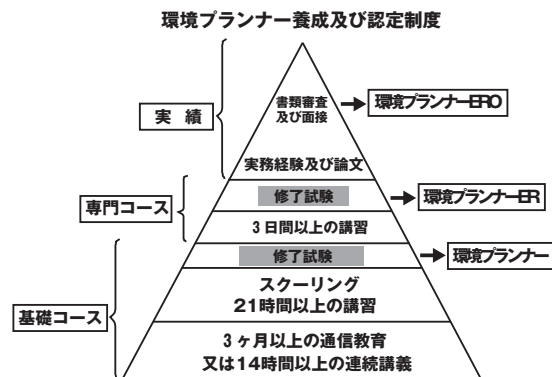 環境プランナー養成及び認定制度
書類審査
及び面接
環境プランナーERO
実 績
実務経験及び論文
修了試験
環境プランナーER
専門コース
3日間以上の講習
修了試験
環境プランナー
スクーリング
21時間以上の講習
基礎コース
3ヶ月以上の通信教育
又は14時間以上の連続講義